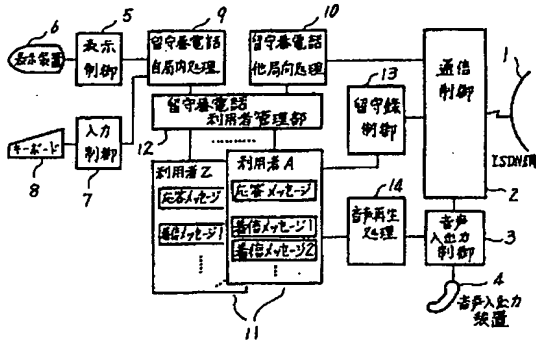 6
表示装置
5
表示
制御
9
留守番電話
自局内処理
10
留守番電話
他局向処理
通信
制御
1
ISDN網
2
13
留守録
制御
12
留守番電話
利用者管理部
8
キーボード
入力
制御
7
利用者Z
応答メッセージ
着信メッセージ1
利用者A
応答メッセージ
着信メッセージ1
着信メッセージ2
11
14
音声再生
処理
音声
入出力
制御
3
4
音声入出力
装置